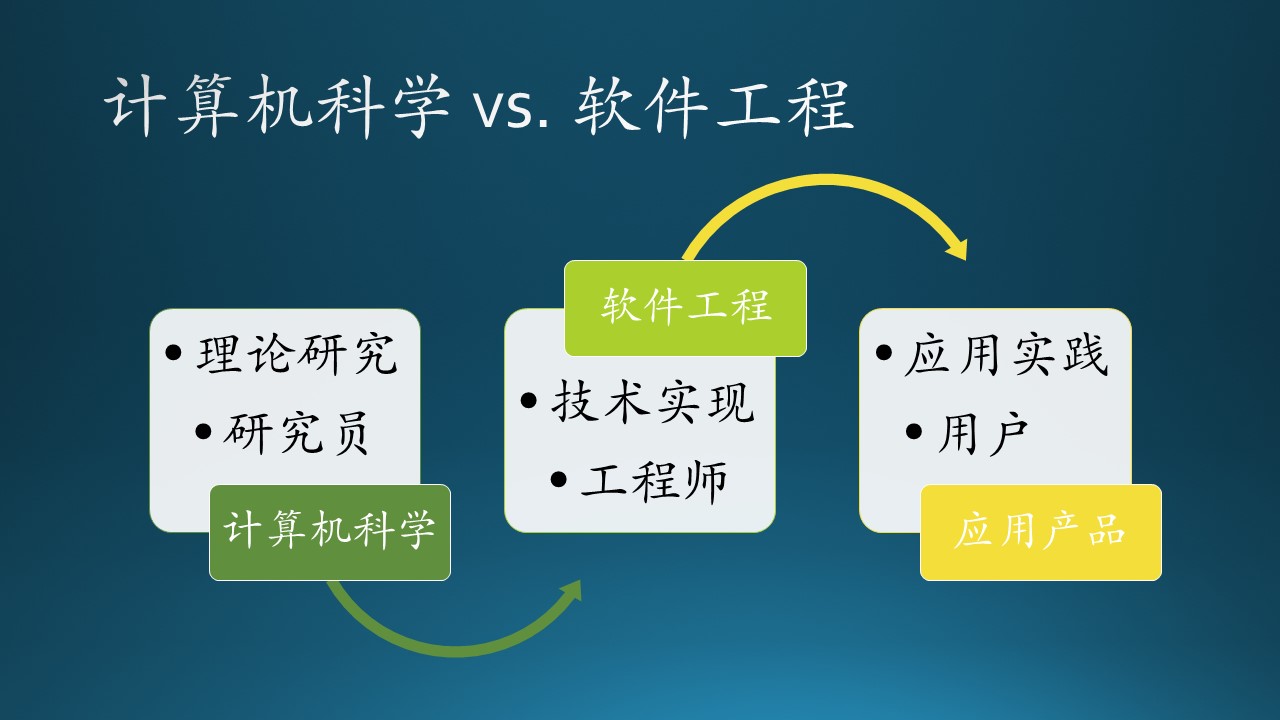 计算机科学 vs. 软件工程
• 理论研究
• 研究员
计算机科学
软件工程
• 技术实现
• 工程师
• 应用实践
• 用户
应用产品